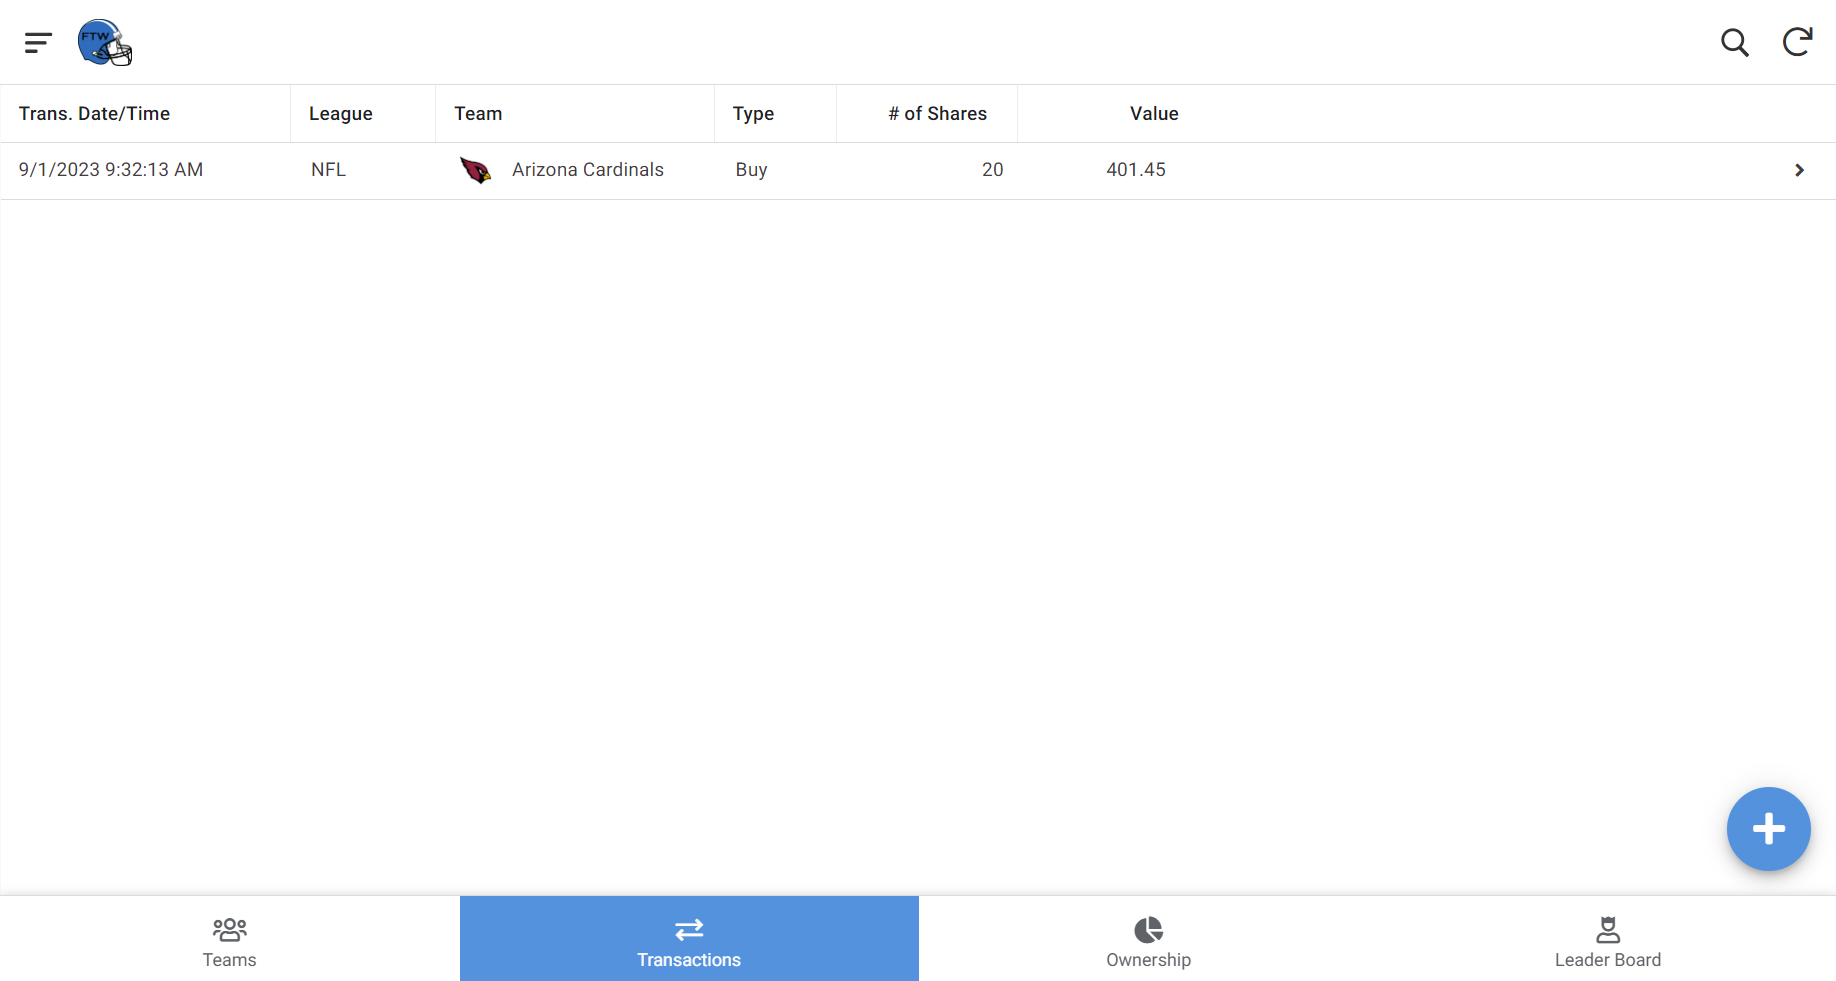 FTW
Trans. Date/Time League Team Type # of Shares Value
9/1/2023 9:32:13 AM NFL Arizona Cardinals Buy 20 401.45
Teams Transactions Ownership Leader Board